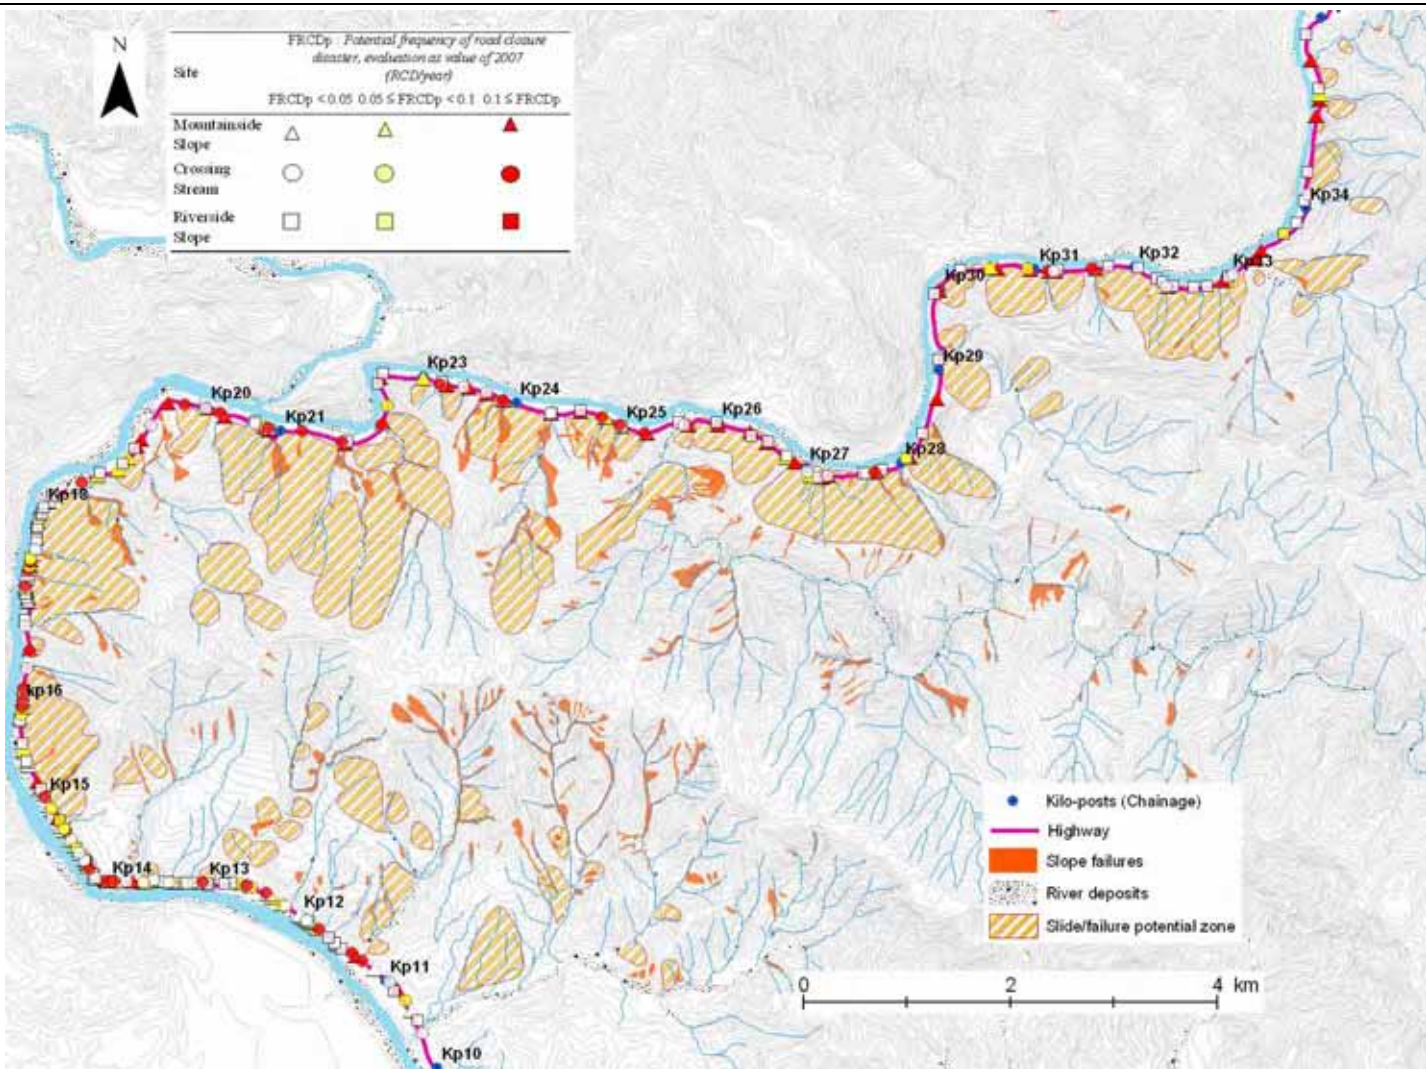 N
FRCDp : Potential frequency of road closure
disaster, evaluation as value of 2007
(RCD/year)
Site
FRCDp < 0.05 0.05 ≤ FRCDp < 0.1 0.1 ≤ FRCDp
Mountainside
Slope
Crossing
Stream
Riverside
Slope
Kp34
Kp33
Kp32
Kp31
Kp30
Kp29
Kp28
Kp27
Kp26
Kp25
Kp24
Kp23
Kp21
Kp20
Kp18
kp16
Kp15
Kp14
Kp13
Kp12
Kp11
Kp10
Kilo-posts (Chainage)
Highway
Slope failures
River deposits
Slide/failure potential zone
0 2 4 km